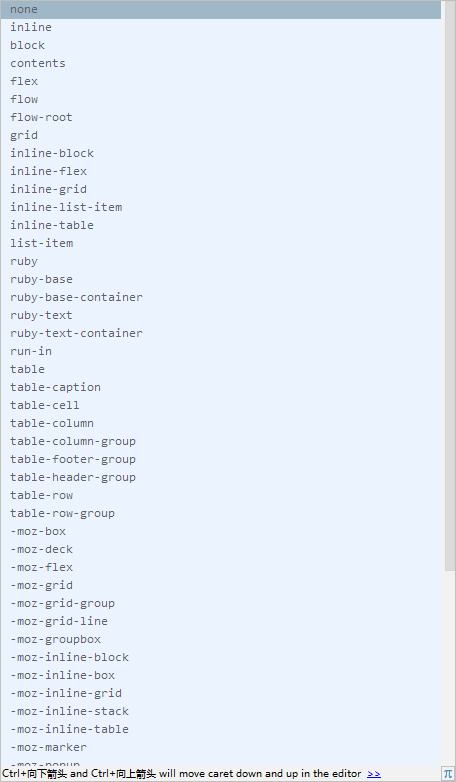 none
inline
block
contents
flex
flow
flow-root
grid
inline-block
inline-flex
inline-grid
inline-list-item
inline-table
list-item
ruby
ruby-base
ruby-base-container
ruby-text
ruby-text-container
run-in
table
table-caption
table-cell
table-column
table-column-group
table-footer-group
table-header-group
table-row
table-row-group
-moz-box
-moz-deck
-moz-flex
-moz-grid
-moz-grid-group
-moz-grid-line
-moz-groupbox
-moz-inline-block
-moz-inline-box
-moz-inline-grid
-moz-inline-stack
-moz-inline-table
-moz-marker
-moz-popup
Ctrl+向下箭头 and Ctrl+向上箭头 will move caret down and up in the editor >> π